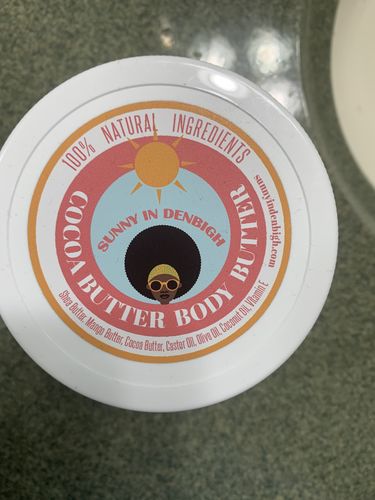 100% NATURAL INGREDIENTS
SUNNY IN DENBIGH
COCOA BUTTER BODY BUTTER
sunnyindenbigh.com
Shea Butter, Mango Butter, Cocoa Butter, Castor Oil, Olive Oil, Coconut Oil, Vitamin E